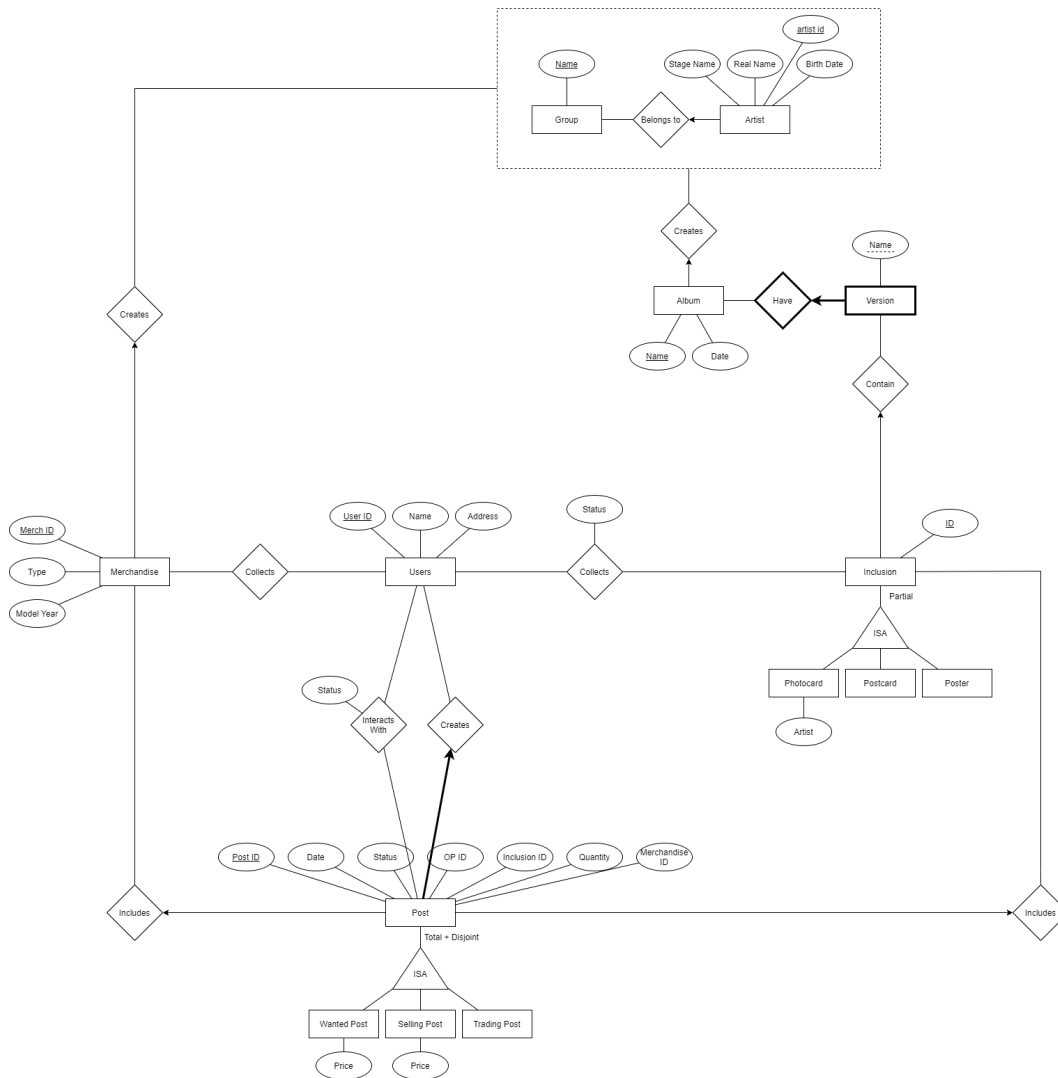 artist id
Name
Stage Name
Real Name
Birth Date
Group
Belongs to
Artist
Creates
Name
Creates
Album
Have
Version
Name
Date
Contain
Status
User ID
Name
Address
Merch ID
ID
Type
Merchandise
Collects
Users
Collects
Inclusion
Model Year
Partial
ISA
Photocard
Postcard
Poster
Status
Interacts
With
Creates
Artist
Post ID
Date
Status
OP ID
Inclusion ID
Quantity
Merchandise
ID
Includes
Post
Includes
Total + Disjoint
ISA
Wanted Post
Selling Post
Trading Post
Price
Price